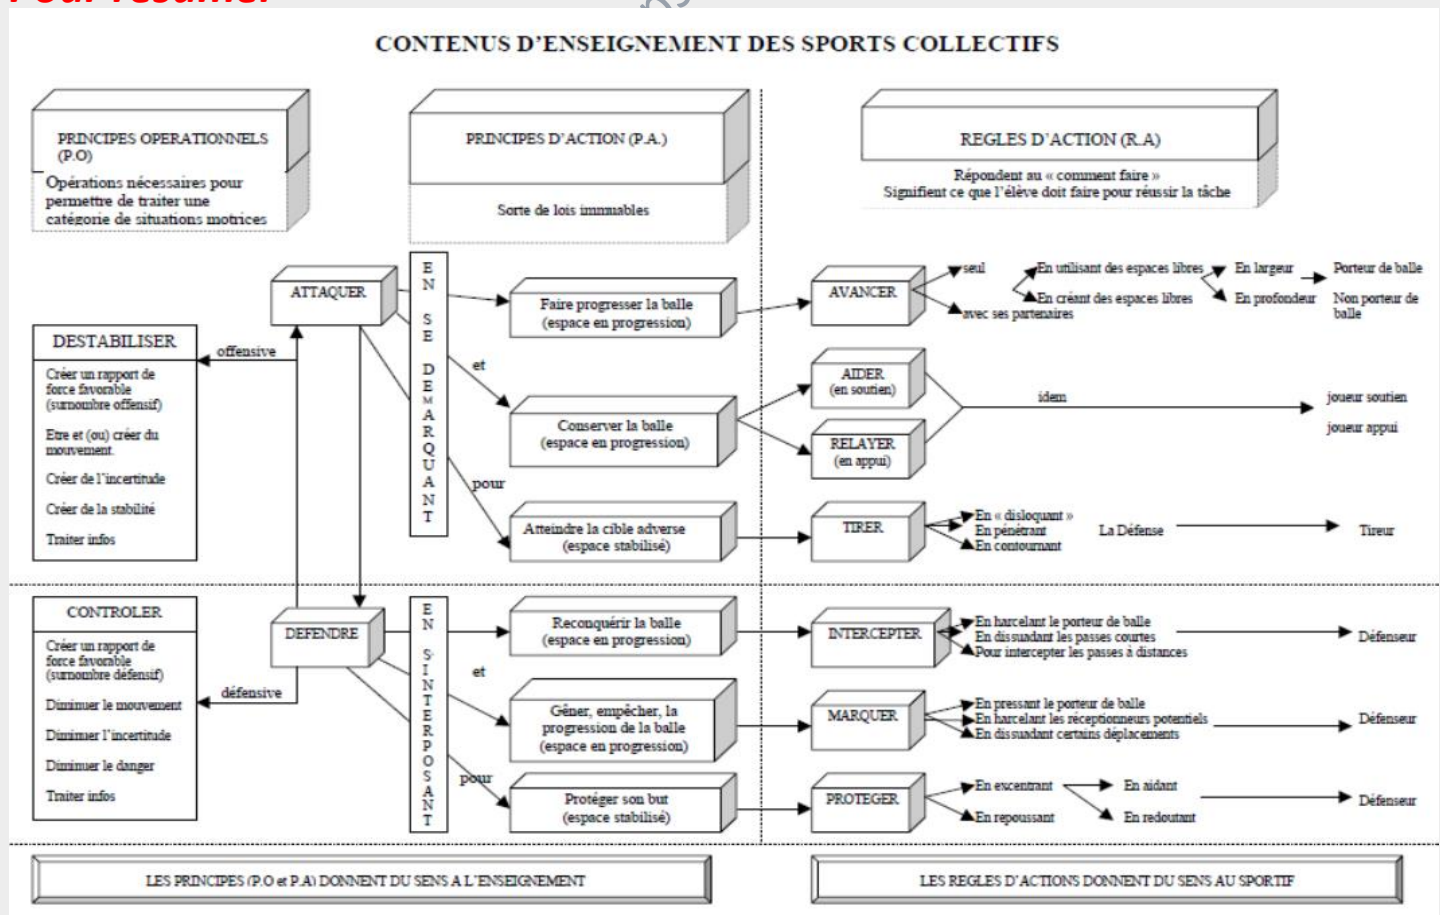 Pour résumer
CONTENUS D'ENSEIGNEMENT DES SPORTS COLLECTIFS
PRINCIPES OPERATIONNELS
(P.O)
Opérations nécessaires pour
permettre de traiter une
catégorie de situations motrices
PRINCIPES D'ACTION (P.A.)
Sorte de lois immuables
REGLES D'ACTION (R.A)
Répondent au « comment faire »
Signifient ce que l'élève doit faire pour réussir la tâche
ATTAQUER
EN SE DEMARQUANT
Faire progresser la balle
(espace en progression)
AVANCER
seul
avec ses partenaires
En utilisant des espaces libres
En créant des espaces libres
En largeur
En profondeur
Porteur de balle
Non porteur de
balle
DESTABILISER
Créer un rapport de
force favorable
(surnombre offensif)
Etre et (ou) créer du
mouvement.
Créer de l'incertitude
Créer de la stabilité
Traiter infos
offensive
et
Conserver la balle
(espace en progression)
AIDER
(en soutien)
RELAYER
(en appui)
idem
joueur soutien
joueur appui
pour
Atteindre la cible adverse
(espace stabilisé)
TIRER
En « disloquant »
En pénétrant
En contournant
La Défense
Tireur
CONTROLER
Créer un rapport de
force favorable
(surnombre défensif)
Diminuer le mouvement
Diminuer l'incertitude
Diminuer le danger
Traiter infos
défensive
DEFENDRE
EN S'INTERPOSANT
Reconquérir la balle
(espace en progression)
INTERCEPTER
En harcelant le porteur de balle
En dissuadant les passes courtes
Pour intercepter les passes à distances
Défenseur
et
Gêner, empêcher, la
progression de la balle
(espace en progression)
MARQUER
En pressant le porteur de balle
En harcelant les réceptionneurs potentiels
En dissuadant certains déplacements
Défenseur
pour
Protéger son but
(espace stabilisé)
PROTEGER
En excentrant
En repoussant
En aidant
En redoutant
Défenseur
LES PRINCIPES (P.O et P.A) DONNENT DU SENS A L'ENSEIGNEMENT
LES REGLES D'ACTIONS DONNENT DU SENS AU SPORTIF